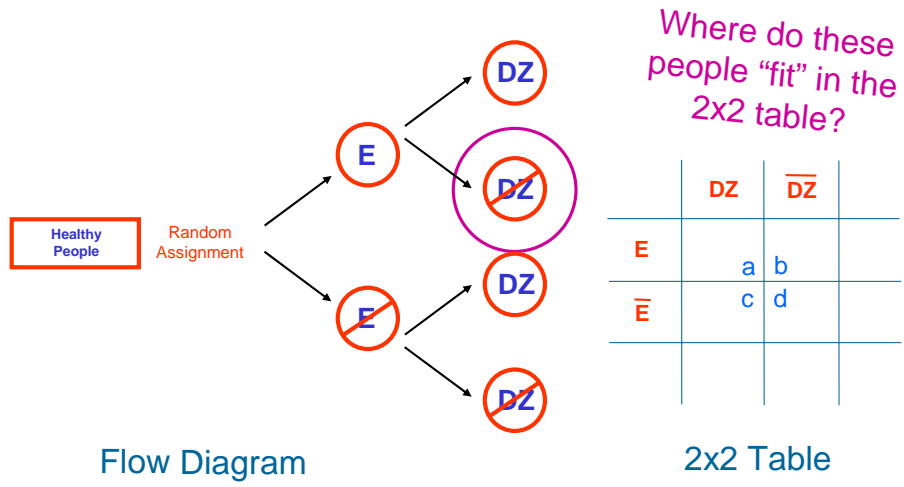 Where do these
people “fit” in the
2x2 table?
DZ
E
DZ
Healthy
People
Random
Assignment
DZ
E
DZ
DZ D̅Z̅
E
a b
E̅
c d
Flow Diagram
2x2 Table